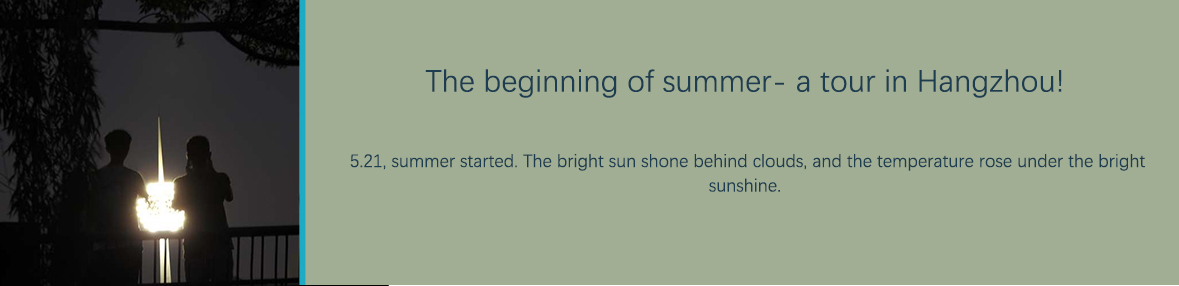 The beginning of summer- a tour in Hangzhou!
5.21, summer started. The bright sun shone behind clouds, and the temperature rose under the bright
sunshine.